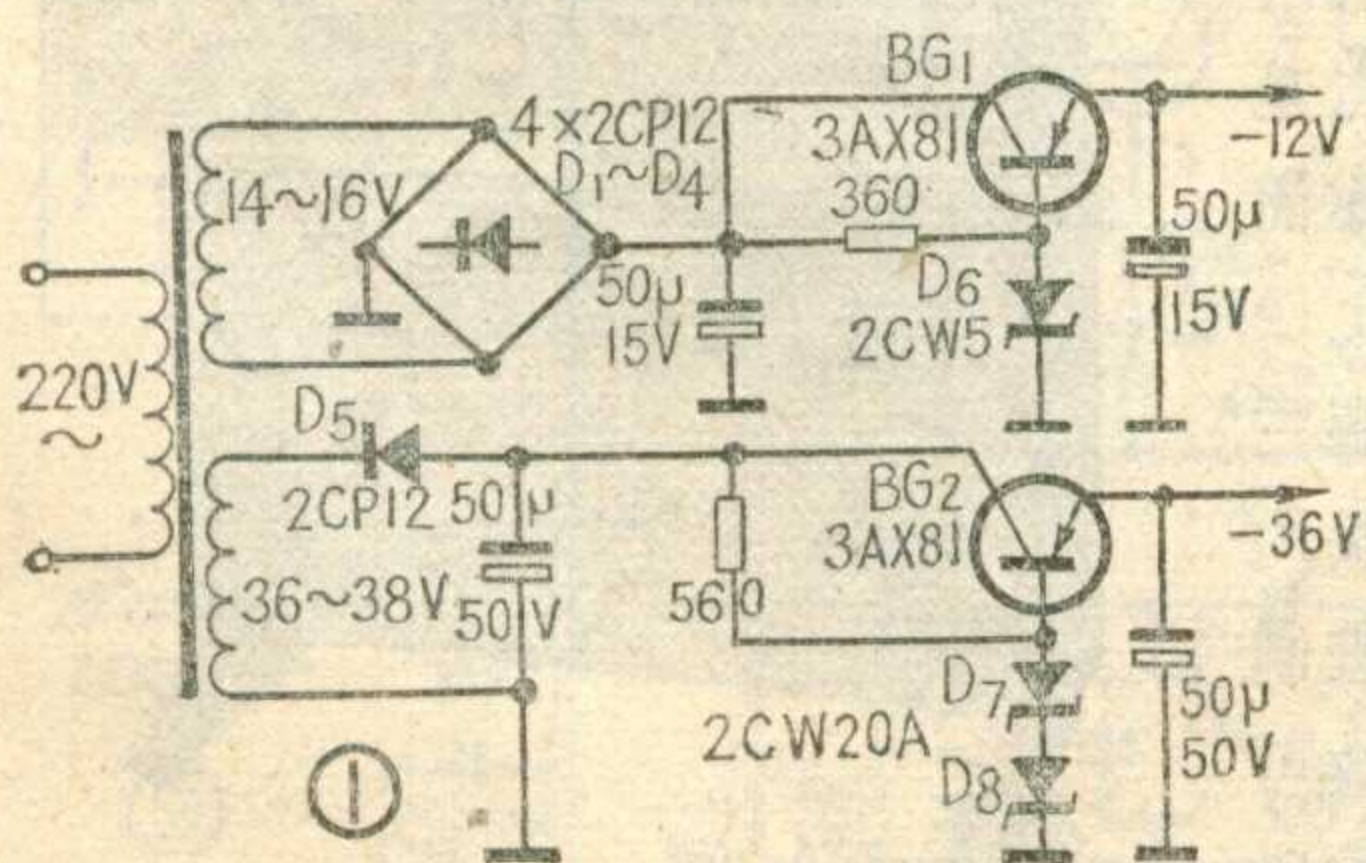 BG1
4×2CP12
D1~D4
3AX81
-12V
14~16V
360
50μ
15V
D6
2CW5
50μ
15V
220V
~
D5
2CP12
50μ
50V
36~38V
560
BG2
3AX81
-36V
D7
2CW20A
D8
50μ
50V
①